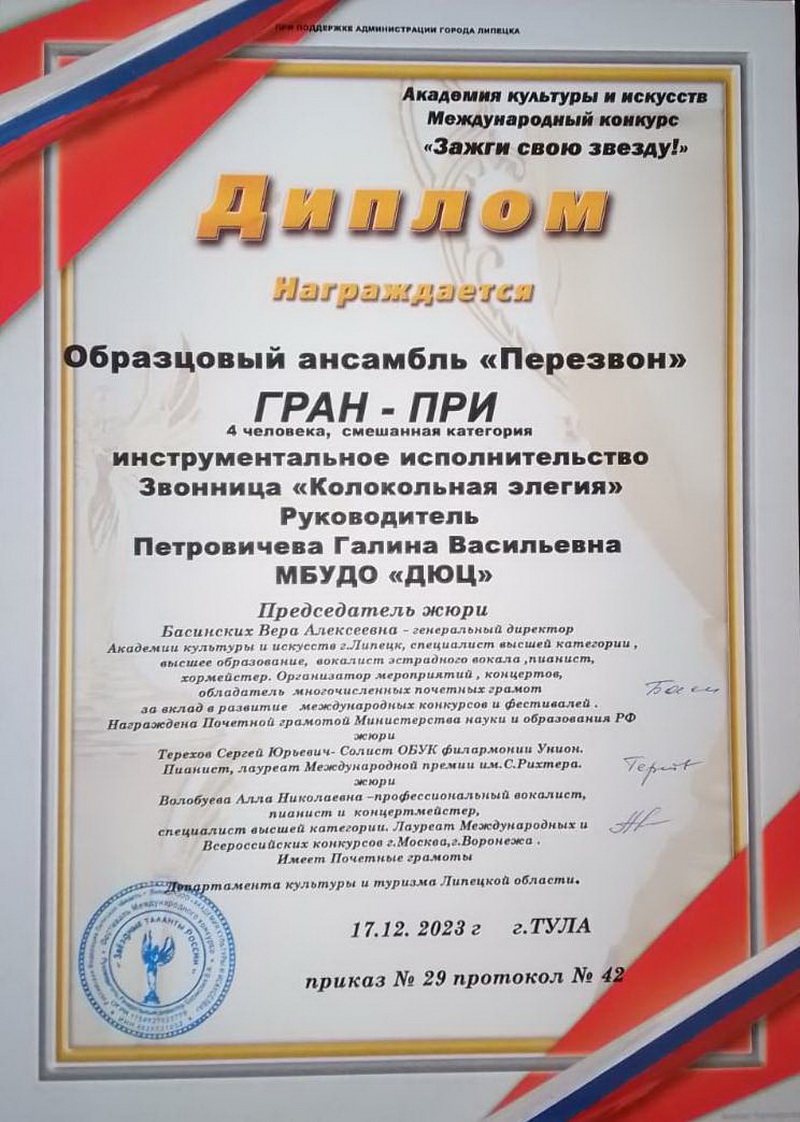 ПРИ ПОДДЕРЖКЕ АДМИНИСТРАЦИИ ГОРОДА ЛИПЕЦКА
Академия культуры и искусств
Международный конкурс
«Зажги свою звезду!»
Диплом
Награждается
Образцовый ансамбль «Перезвон»
ГРАН - ПРИ
4 человека, смешанная категория
инструментальное исполнительство
Звонница «Колокольная элегия»
Руководитель
Петровичева Галина Васильевна
МБУДО «ДЮЦ»
Председатель жюри
Басинских Вера Алексеевна - генеральный директор
Академии культуры и искусств г.Липецк, специалист высшей категории ,
высшее образование, вокалист эстрадного вокала ,пианист,
хормейстер. Организатор мероприятий , концертов,
обладатель многочисленных почетных грамот
за вклад в развитие международных конкурсов и фестивалей .
Награждена Почетной грамотой Министерства науки и образования РФ
жюри
Терехов Сергей Юрьевич- Солист ОБУК филармонии Унион.
Пианист, лауреат Международной премии им.С.Рихтера.
жюри
Волобуева Алла Николаевна –профессиональный вокалист,
пианист и концертмейстер,
специалист высшей категории. Лауреат Международных и
Всероссийских конкурсов г.Москва,г.Воронежа .
Имеет Почетные грамоты
Департамента культуры и туризма Липецкой области.
Фестиваль Международного конкурса
«Звёздные таланты России»
17.12. 2023 г г.ТУЛА
приказ № 29 протокол № 42